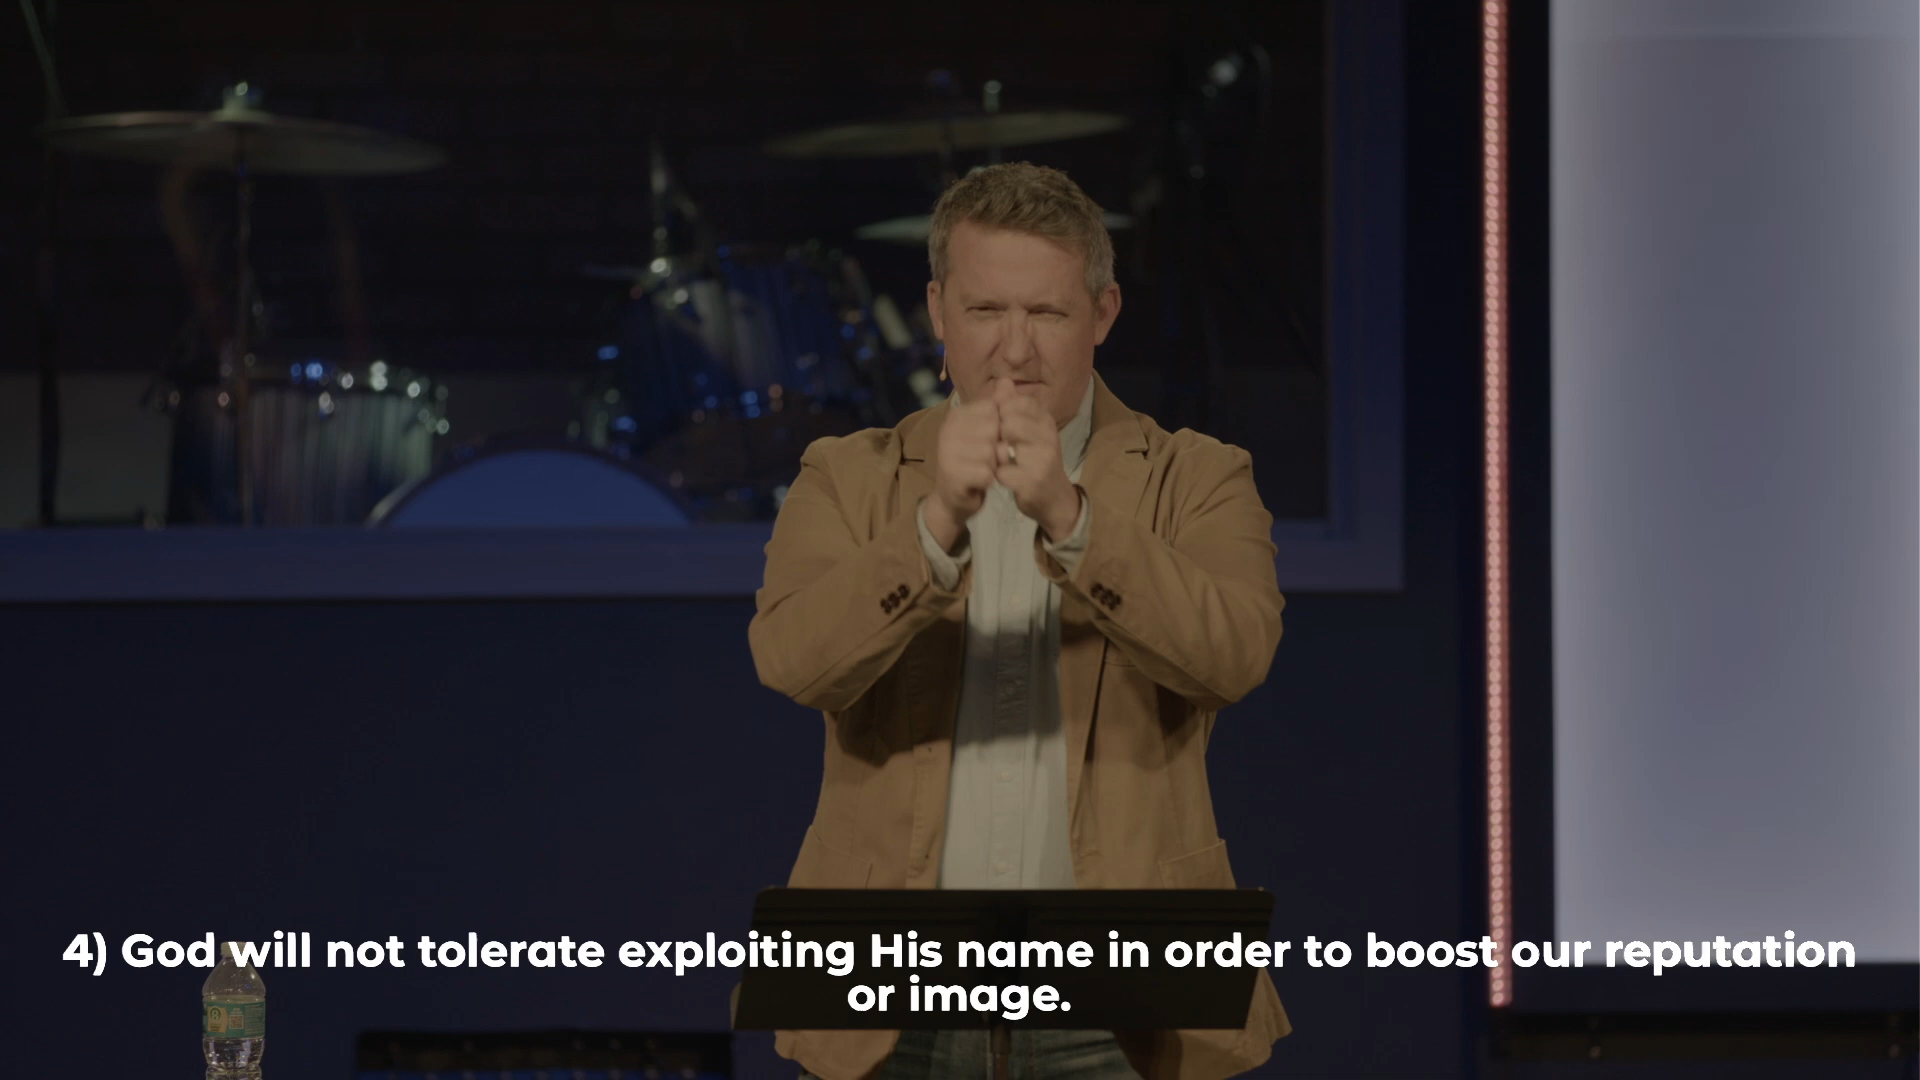 4) God will not tolerate exploiting His name in order to boost our reputation
or image.